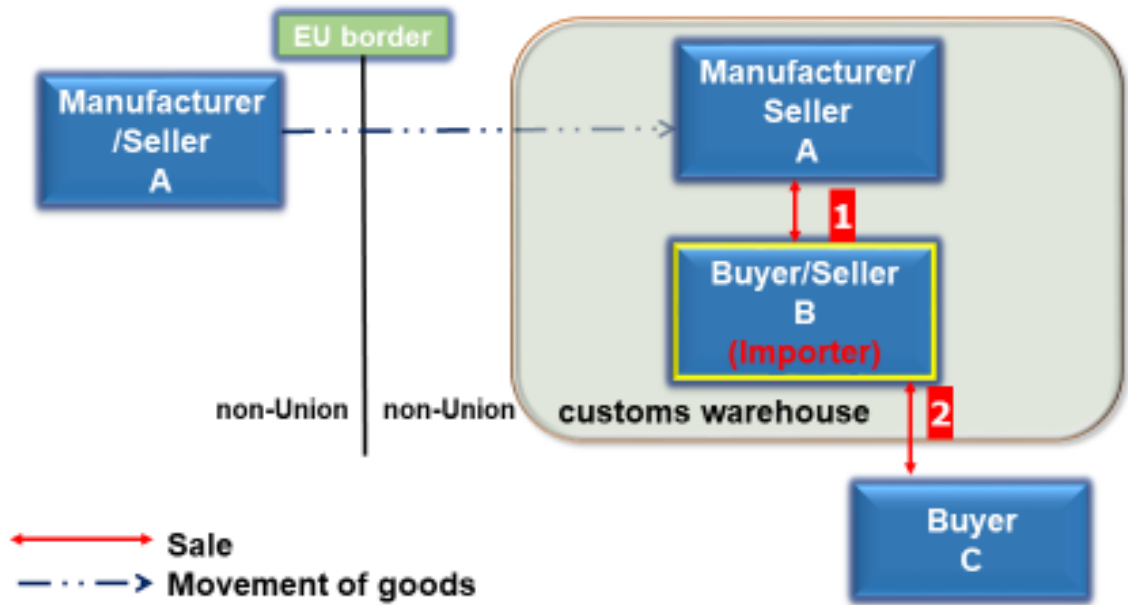 EU border
Manufacturer
/Seller
A
Manufacturer/
Seller
A
1
Buyer/Seller
B
(Importer)
non-Union
non-Union
customs warehouse
2
Buyer
C
Sale
Movement of goods